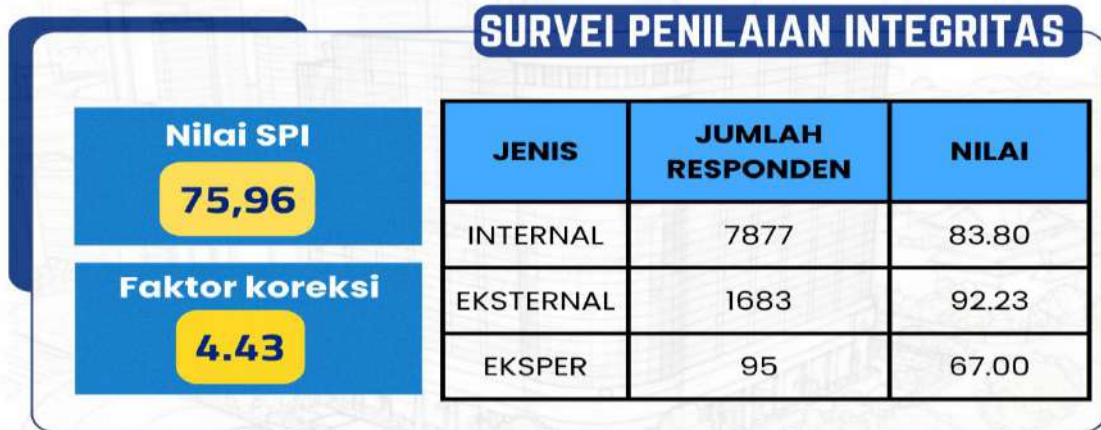 SURVEI PENILAIAN INTEGRITAS
Nilai SPI
75,96
Faktor koreksi
4.43
JENIS
JUMLAH
RESPONDEN
NILAI
INTERNAL 7877 83.80
EKSTERNAL 1683 92.23
EKSPER 95 67.00